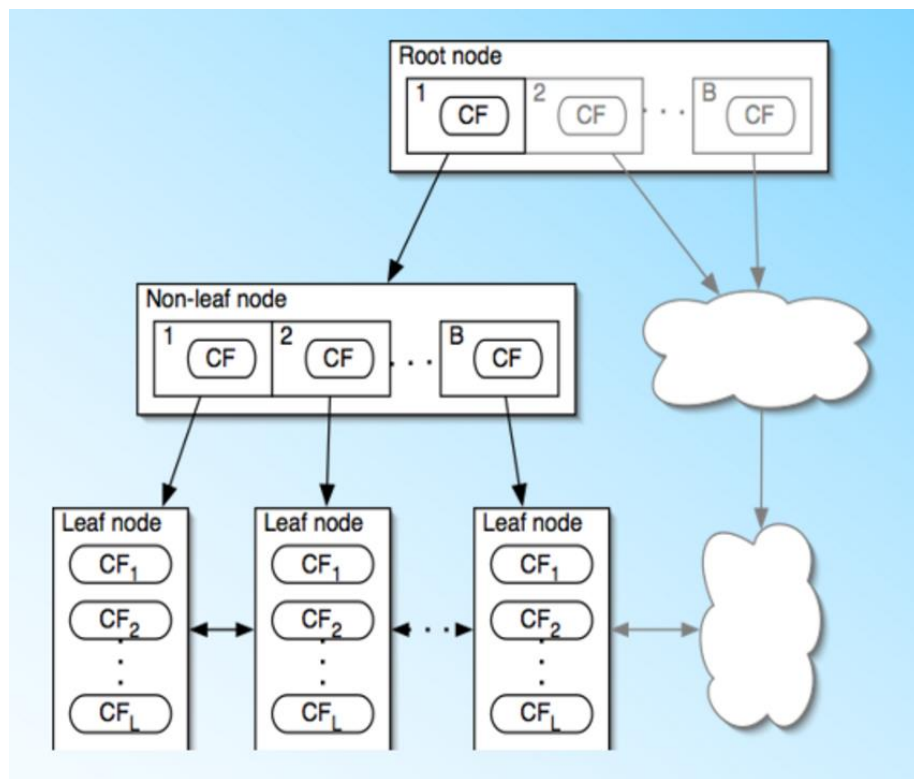 Root node
1 CF 2 CF . . . B CF
Non-leaf node
1 CF 2 CF . . . B CF
Leaf node Leaf node Leaf node
CF1 CF1 CF1
CF2 CF2 . . . CF2
. . .
. . .
CFL CFL CFL